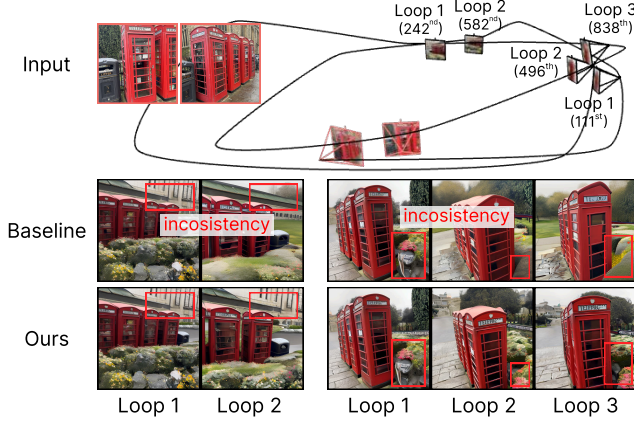 Input
Loop 1
(242nd)
Loop 2
(582nd)
Loop 3
(838th)
Loop 2
(496th)
Loop 1
(111st)
Baseline
incosistency
incosistency
Ours
Loop 1
Loop 2
Loop 1
Loop 2
Loop 3